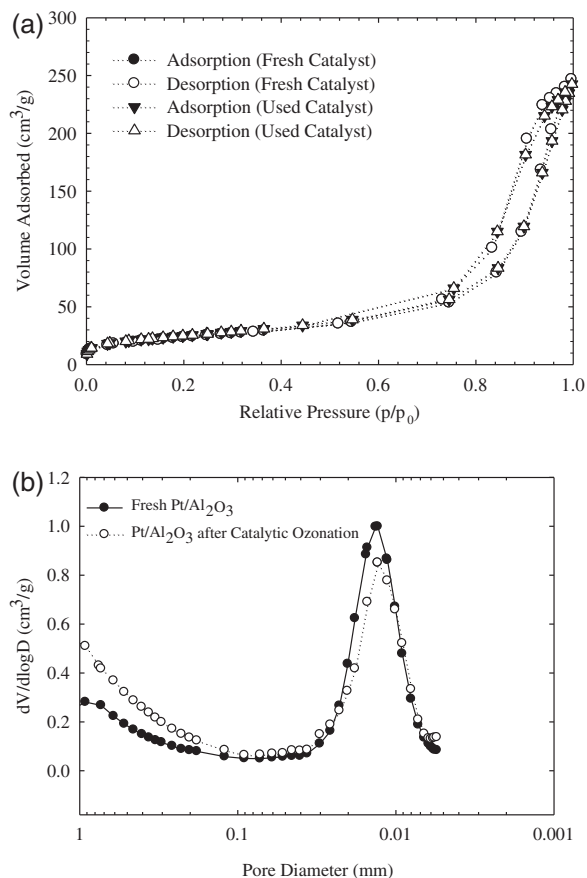 (a)
300
250
200
150
100
50
0
Volume Adsorbed (cm³/g)
Adsorption (Fresh Catalyst)
Desorption (Fresh Catalyst)
Adsorption (Used Catalyst)
Desorption (Used Catalyst)
0.0 0.2 0.4 0.6 0.8 1.0
Relative Pressure (p/p₀)
(b)
1.2
1.0
0.8
0.6
0.4
0.2
0.0
dV/dlogD (cm³/g)
Fresh Pt/Al₂O₃
Pt/Al₂O₃ after Catalytic Ozonation
1 0.1 0.01 0.001
Pore Diameter (mm)